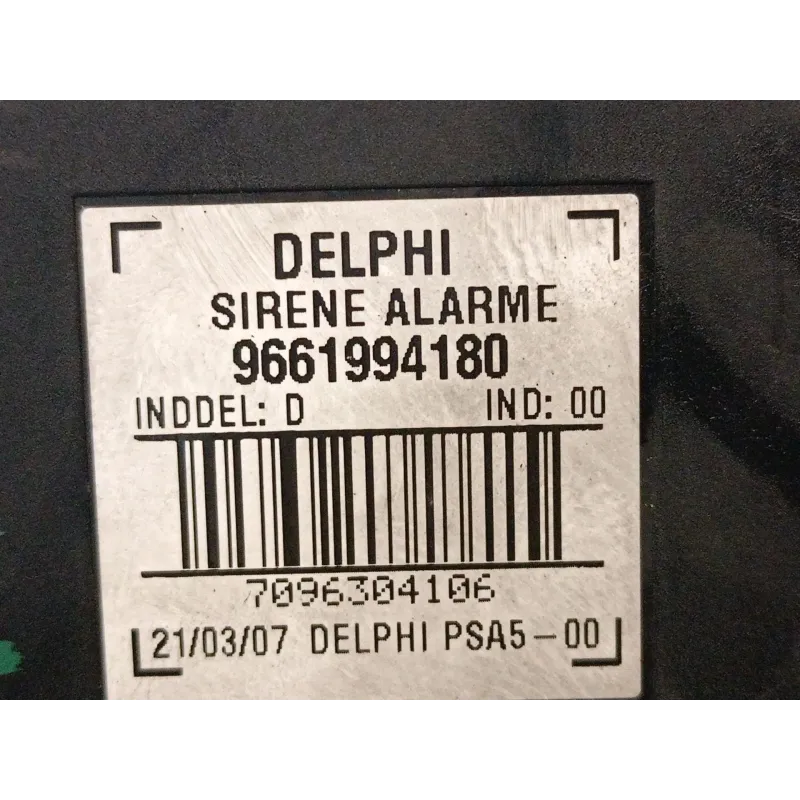 DELPHI
SIRENE ALARME
9661994180
INDDEL: D IND: 00
7096304106
21/03/07 DELPHI PSA5-00